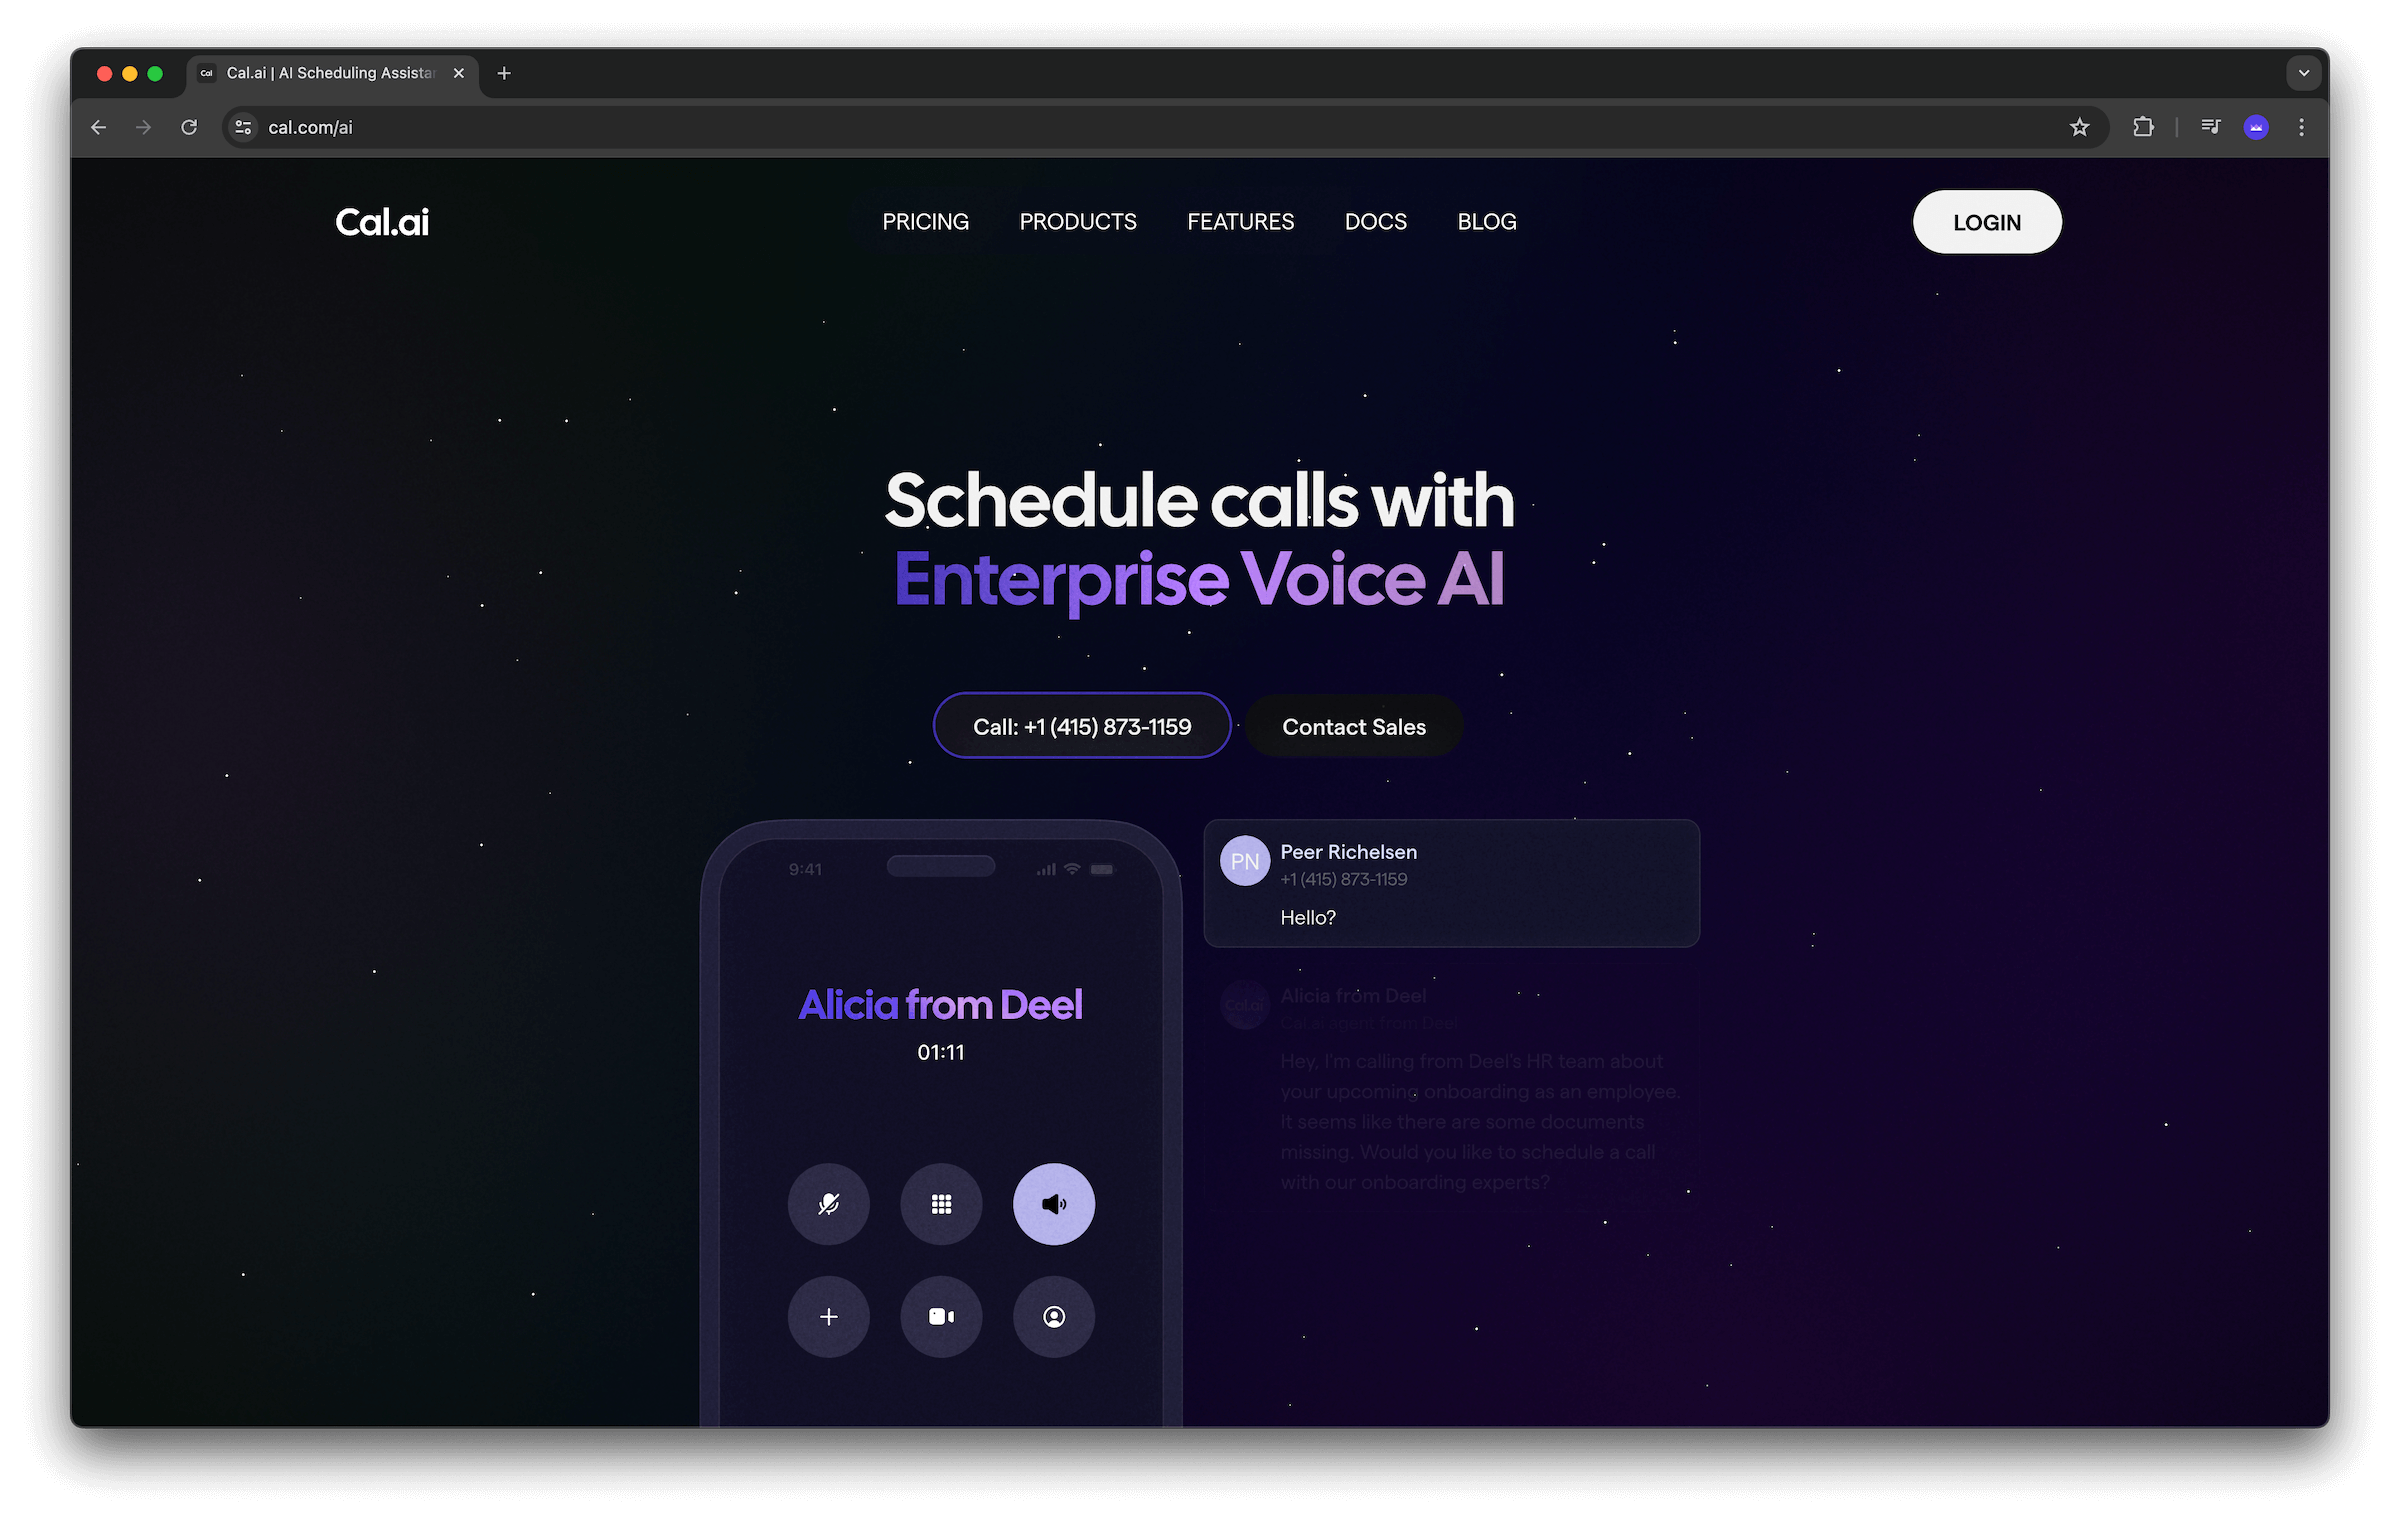 Cal
Cal.ai | AI Scheduling Assistan
cal.com/ai
Cal.ai
PRICING
PRODUCTS
FEATURES
DOCS
BLOG
LOGIN
Schedule calls with
Enterprise Voice AI
Call: +1 (415) 873-1159
Contact Sales
9:41
Alicia from Deel
01:11
PN
Peer Richelsen
+1 (415) 873-1159
Hello?
Cal.ai
Alicia from Deel
Cal.ai agent from Deel
Hey, I'm calling from Deel's HR team about
your upcoming onboarding as an employee.
It seems like there are some documents
missing. Would you like to schedule a call
with our onboarding experts?